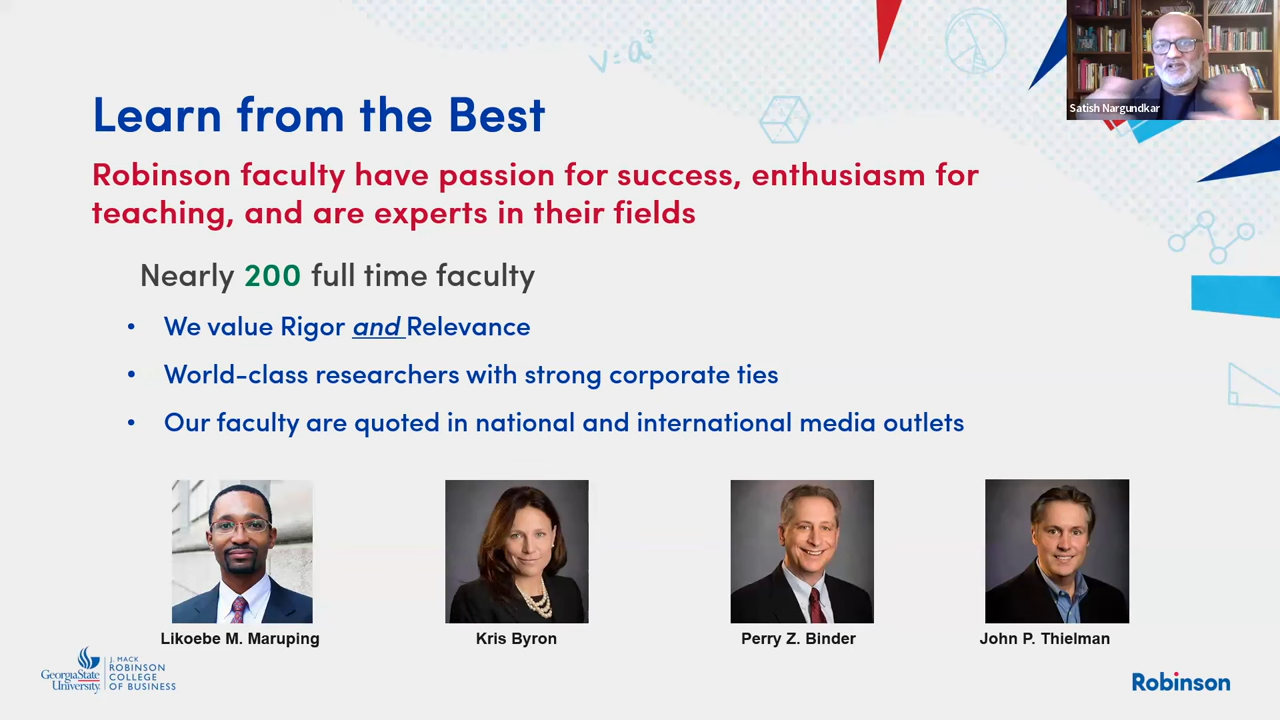 V = a³
Satish Nargundkar
Learn from the Best
Robinson faculty have passion for success, enthusiasm for
teaching, and are experts in their fields
Nearly 200 full time faculty
• We value Rigor and Relevance
• World-class researchers with strong corporate ties
• Our faculty are quoted in national and international media outlets
Likoebe M. Maruping
Kris Byron
Perry Z. Binder
John P. Thielman
GeorgiaState
University
J. MACK
ROBINSON
COLLEGE
OF BUSINESS
Robinson